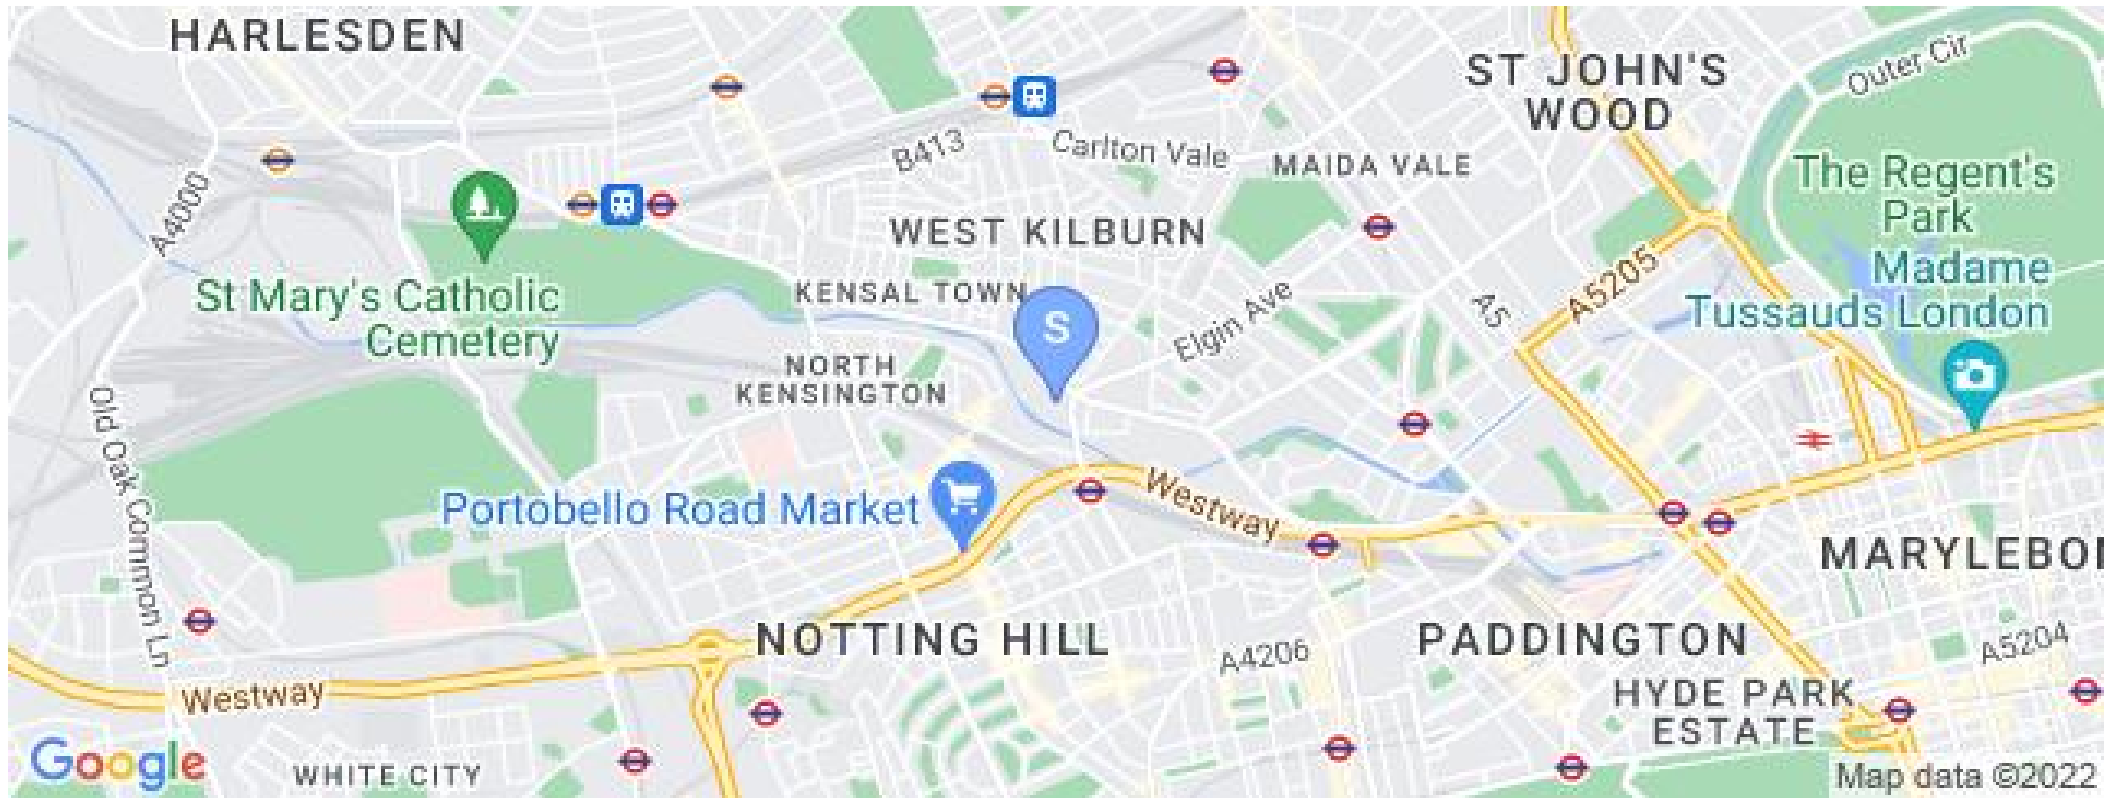 HARLESDEN
ST JOHN'S
WOOD
Outer Cir
B413
Carlton Vale
MAIDA VALE
The Regent's
Park
A4000
WEST KILBURN
Madame
Tussauds London
St Mary's Catholic
Cemetery
KENSAL TOWN
S
Elgin Ave
A5
A5205
NORTH
KENSINGTON
Old Oak Common Ln
Portobello Road Market
Westway
MARYLEBO
NOTTING HILL
A4206
PADDINGTON
A5204
Westway
HYDE PARK
ESTATE
Google
WHITE CITY
Map data ©2022